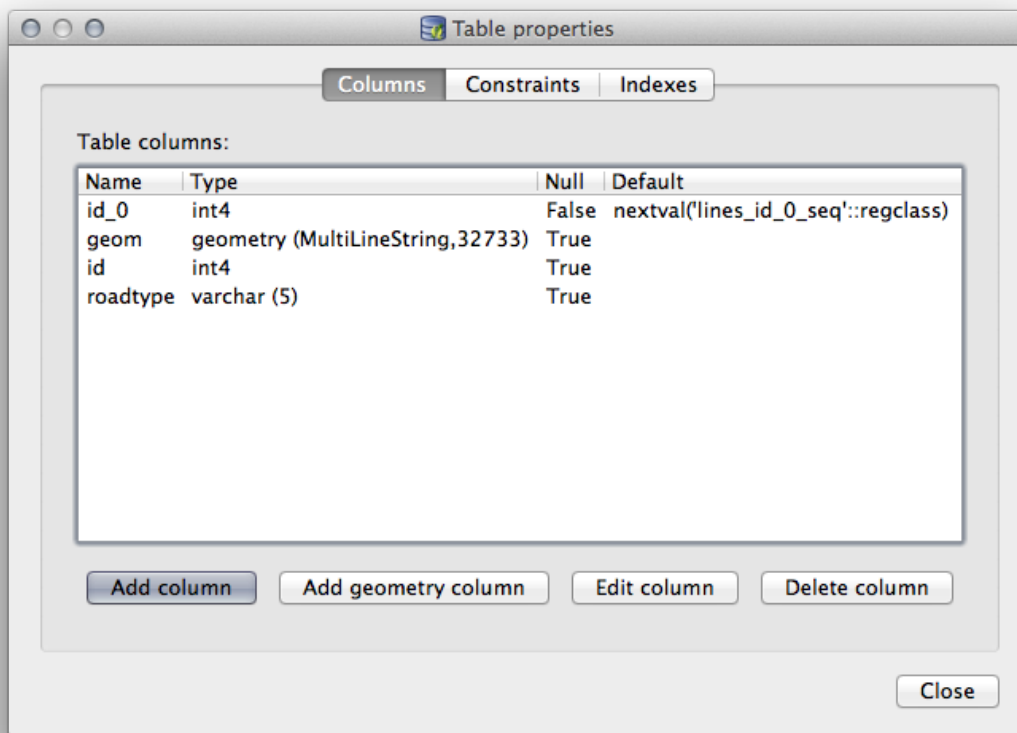 Table properties
Columns Constraints Indexes
Table columns:
Name Type Null Default
id_0 int4 False nextval('lines_id_0_seq'::regclass)
geom geometry (MultiLineString,32733) True
id int4 True
roadtype varchar (5) True
Add column Add geometry column Edit column Delete column
Close